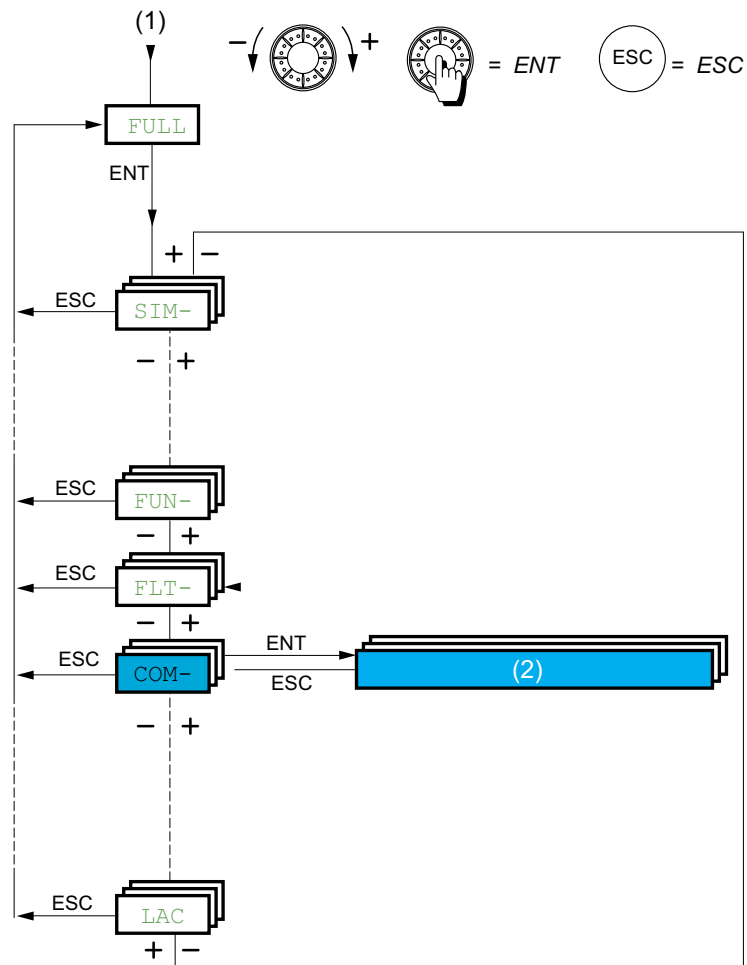 (1)
− + = ENT ESC = ESC
FULL
ENT
+ −
ESC SIM-
− +
ESC FUN-
− +
ESC FLT-
− +
ESC COM- ENT (2)
ESC
− +
ESC LAC
+ −